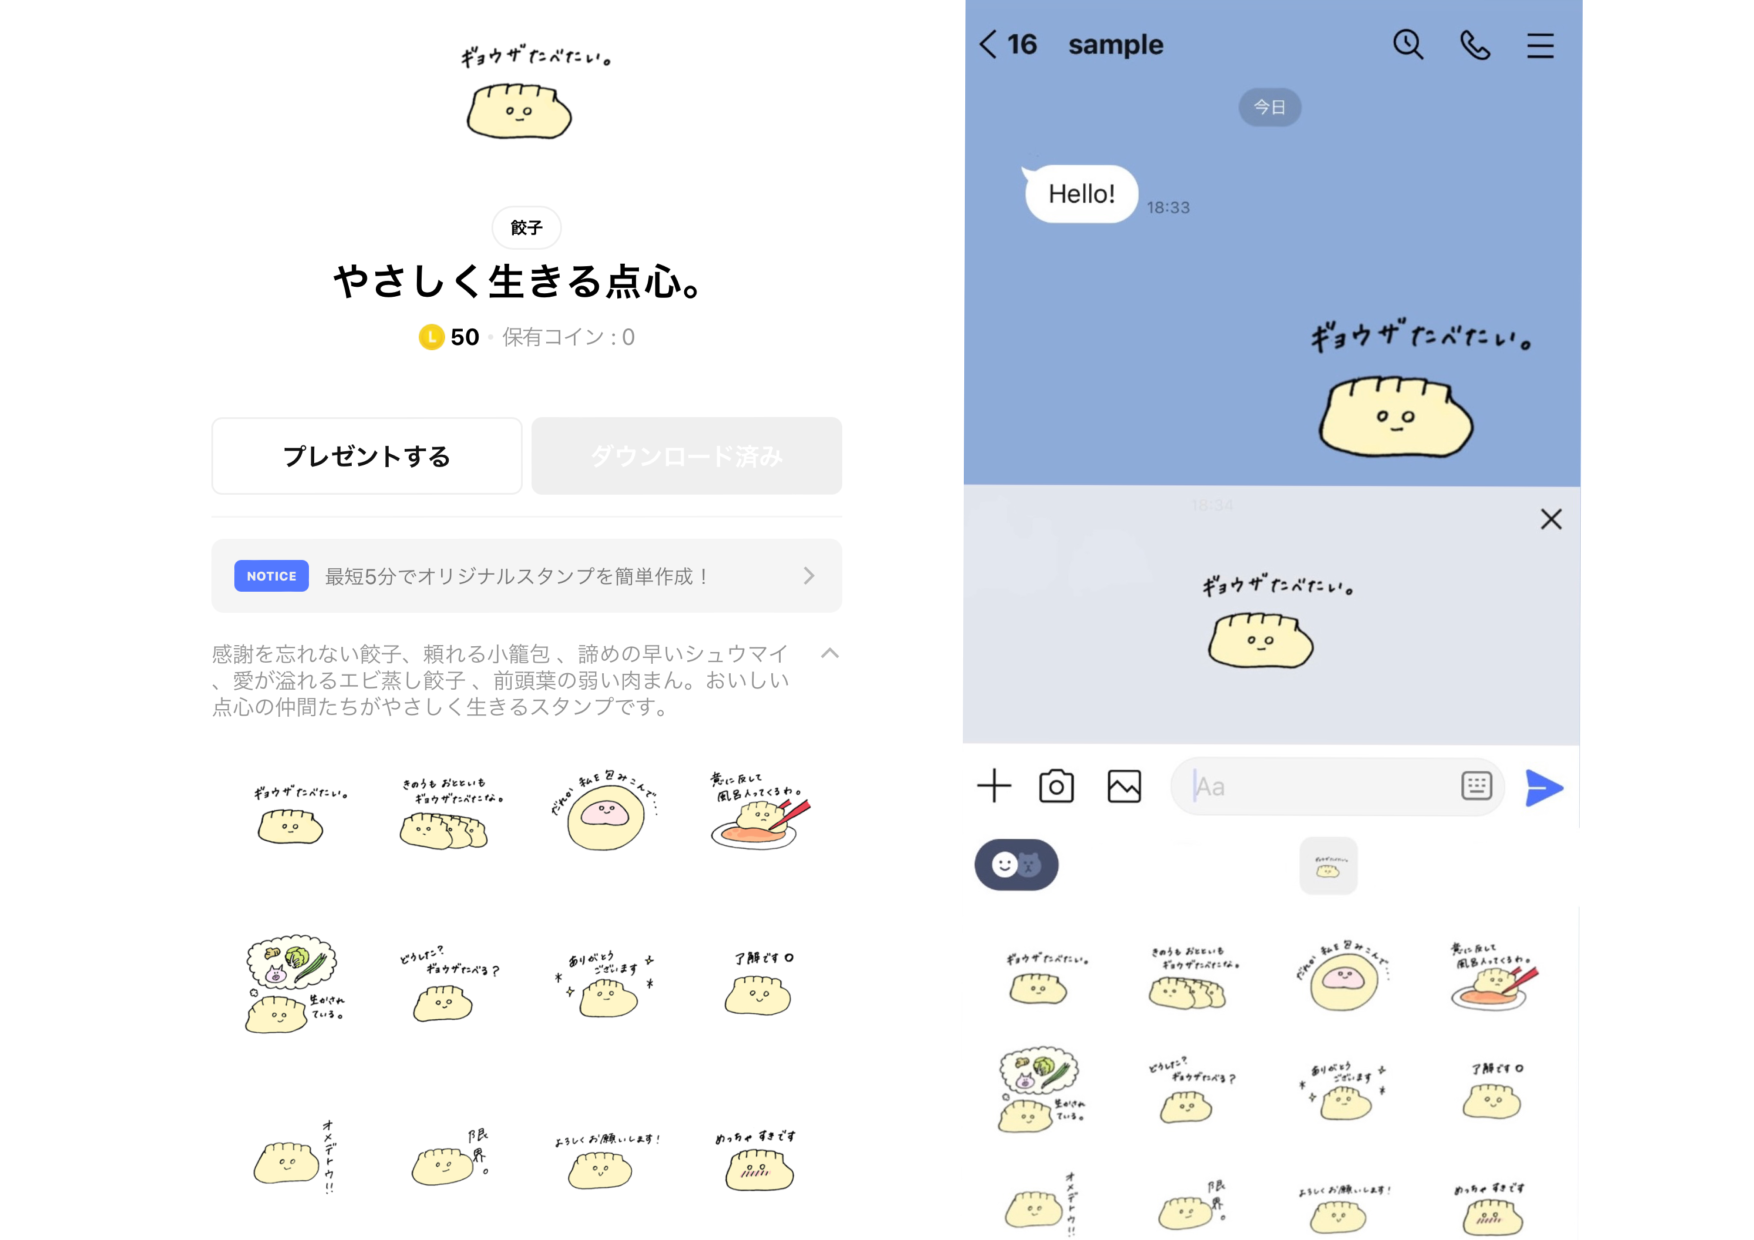 ギョウザたべたい。
餃子
やさしく生きる点心。
L 50 • 保有コイン : 0
プレゼントする
ダウンロード済み
NOTICE 最短5分でオリジナルスタンプを簡単作成！
感謝を忘れない餃子、頼れる小籠包 、諦めの早いシュウマイ
、愛が溢れるエビ蒸し餃子 、前頭葉の弱い肉まん。おいしい
点心の仲間たちがやさしく生きるスタンプです。
ギョウザたべたい。
きのうも おとといも
ギョウザたべたな。
だれか 私を 包みこんで...
意に反して
風呂入ってくるわ。
生かされ
ている。
どうした？
ギョウザたべる？
ありがとう
ございます
了解です○
オメデトウ!!
限界。
よろしくお願いします！
めっちゃ すきです
16 sample
今日
Hello!
18:33
ギョウザたべたい。
18:34
ギョウザたべたい。
Aa
ギョウザたべたい。
ギョウザたべたい。
きのうも おとといも
ギョウザたべたな。
だれか 私を 包みこんで...
意に反して
風呂入ってくるわ。
生かされ
ている。
どうした？
ギョウザたべる？
ありがとう
ございます
了解です○
オメデトウ!!
限界。
よろしくお願いします！
めっちゃ すきです